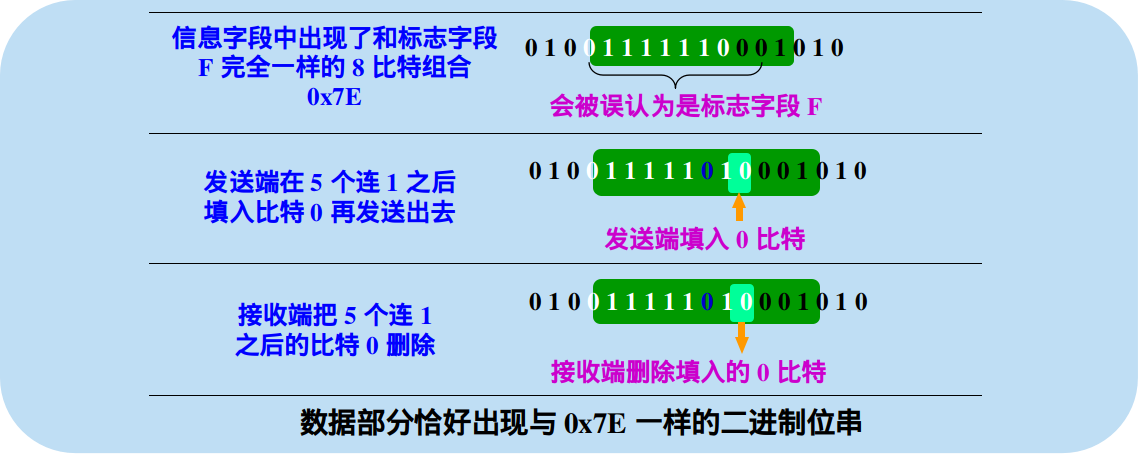 信息字段中出现了和标志字段
F 完全一样的 8 比特组合
0x7E
0 1 0 0 1 1 1 1 1 1 0 0 0 1 0 1 0
会被误认为是标志字段 F
发送端在 5 个连 1 之后
填入比特 0 再发送出去
0 1 0 0 1 1 1 1 1 0 1 0 0 0 1 0 1 0
发送端填入 0 比特
接收端把 5 个连 1
之后的比特 0 删除
0 1 0 0 1 1 1 1 1 0 1 0 0 0 1 0 1 0
接收端删除填入的 0 比特
数据部分恰好出现与 0x7E 一样的二进制位串